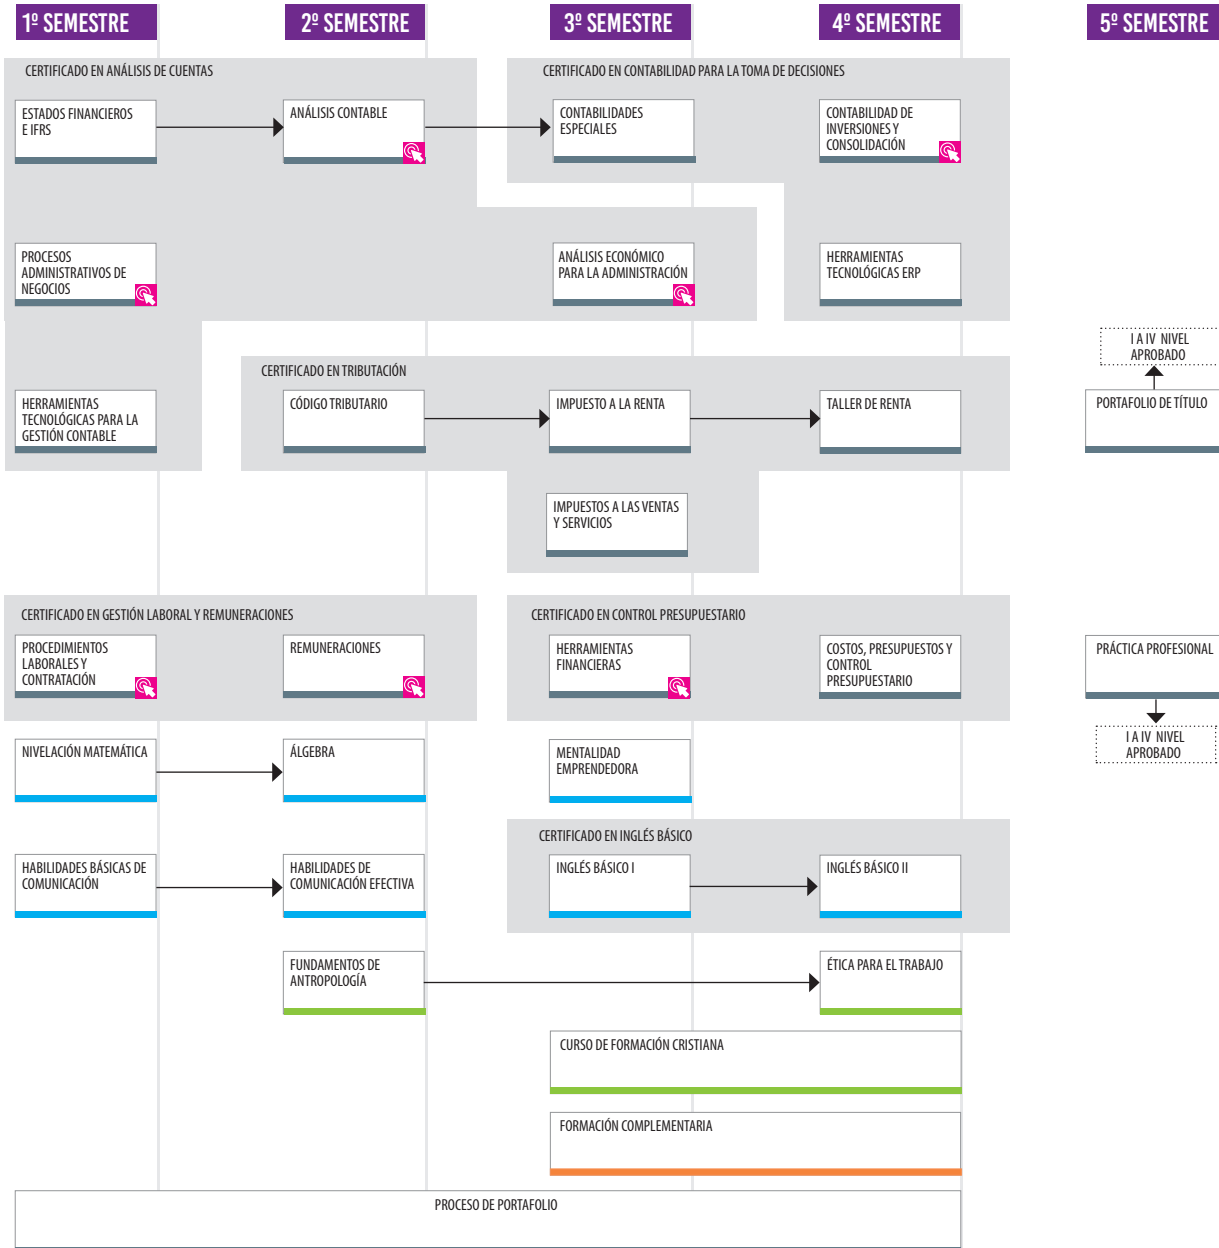 1º SEMESTRE
2º SEMESTRE
3º SEMESTRE
4º SEMESTRE
5º SEMESTRE
CERTIFICADO EN ANÁLISIS DE CUENTAS
CERTIFICADO EN CONTABILIDAD PARA LA TOMA DE DECISIONES
ESTADOS FINANCIEROS
E IFRS
ANÁLISIS CONTABLE
CONTABILIDADES
ESPECIALES
CONTABILIDAD DE
INVERSIONES Y
CONSOLIDACIÓN
PROCESOS
ADMINISTRATIVOS DE
NEGOCIOS
ANÁLISIS ECONÓMICO
PARA LA ADMINISTRACIÓN
HERRAMIENTAS
TECNOLÓGICAS ERP
I A IV NIVEL
APROBADO
CERTIFICADO EN TRIBUTACIÓN
HERRAMIENTAS
TECNOLÓGICAS PARA LA
GESTIÓN CONTABLE
CÓDIGO TRIBUTARIO
IMPUESTO A LA RENTA
TALLER DE RENTA
PORTAFOLIO DE TÍTULO
IMPUESTOS A LAS VENTAS
Y SERVICIOS
CERTIFICADO EN GESTIÓN LABORAL Y REMUNERACIONES
CERTIFICADO EN CONTROL PRESUPUESTARIO
PROCEDIMIENTOS
LABORALES Y
CONTRATACIÓN
REMUNERACIONES
HERRAMIENTAS
FINANCIERAS
COSTOS, PRESUPUESTOS Y
CONTROL
PRESUPUESTARIO
PRÁCTICA PROFESIONAL
I A IV NIVEL
APROBADO
NIVELACIÓN MATEMÁTICA
ÁLGEBRA
MENTALIDAD
EMPRENDEDORA
CERTIFICADO EN INGLÉS BÁSICO
HABILIDADES BÁSICAS DE
COMUNICACIÓN
HABILIDADES DE
COMUNICACIÓN EFECTIVA
INGLÉS BÁSICO I
INGLÉS BÁSICO II
FUNDAMENTOS DE
ANTROPOLOGÍA
ÉTICA PARA EL TRABAJO
CURSO DE FORMACIÓN CRISTIANA
FORMACIÓN COMPLEMENTARIA
PROCESO DE PORTAFOLIO